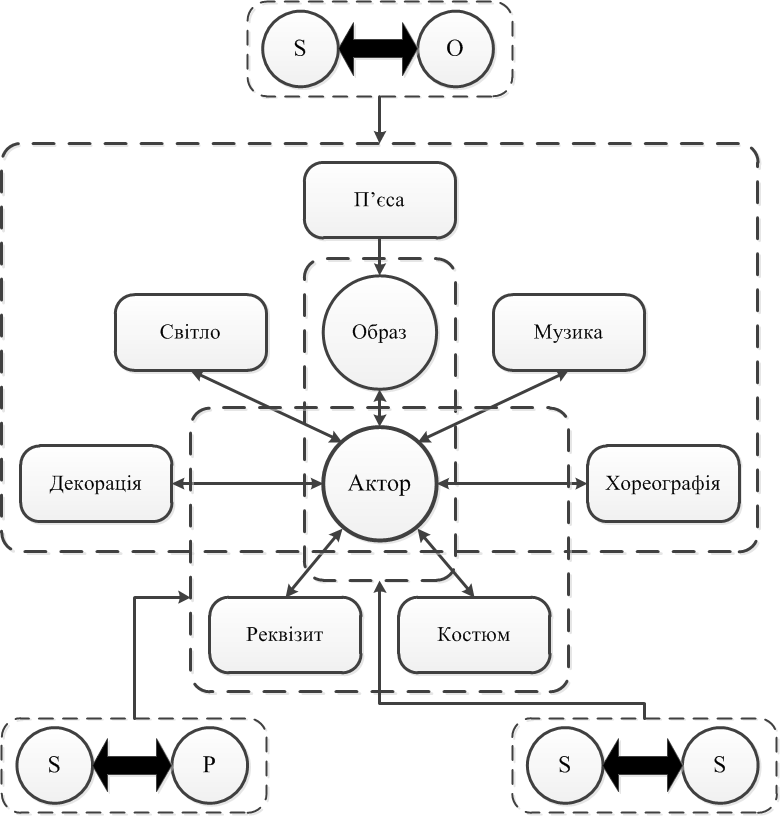 S
O
П’єса
Світло
Образ
Музика
Декорація
Актор
Хореографія
Реквізит
Костюм
S
P
S
S